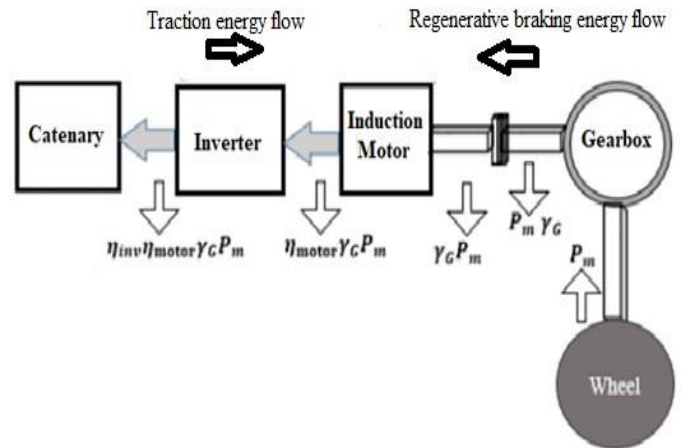 Traction energy flow
Regenerative braking energy flow
Catenary
Inverter
Induction
Motor
Gearbox
η_inv η_motor γ_G P_m
η_motor γ_G P_m
γ_G P_m
P_m γ_G
P_m
Wheel